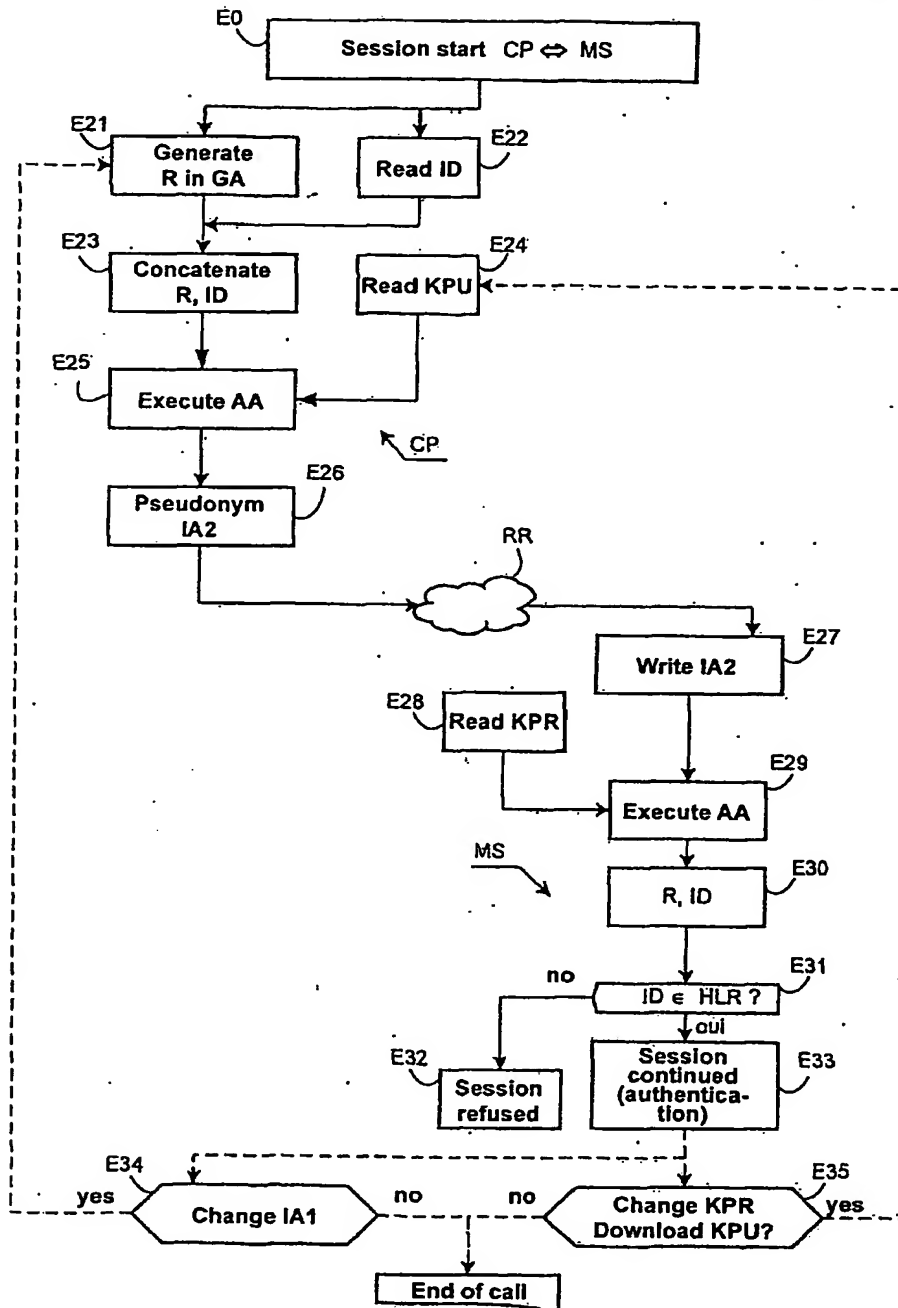 E0
Session start CP ⇔ MS
E21
Generate
R in GA
E22
Read ID
E23
Concatenate
R, ID
E24
Read KPU
E25
Execute AA
CP
E26
Pseudonym
IA2
RR
E27
Write IA2
E28
Read KPR
E29
Execute AA
MS
E30
R, ID
E31
no
ID ∈ HLR ?
oui
E32
Session
refused
E33
Session
continued
(authentica-
tion)
E34
yes
Change IA1
no
no
E35
Change KPR
Download KPU?
yes
End of call